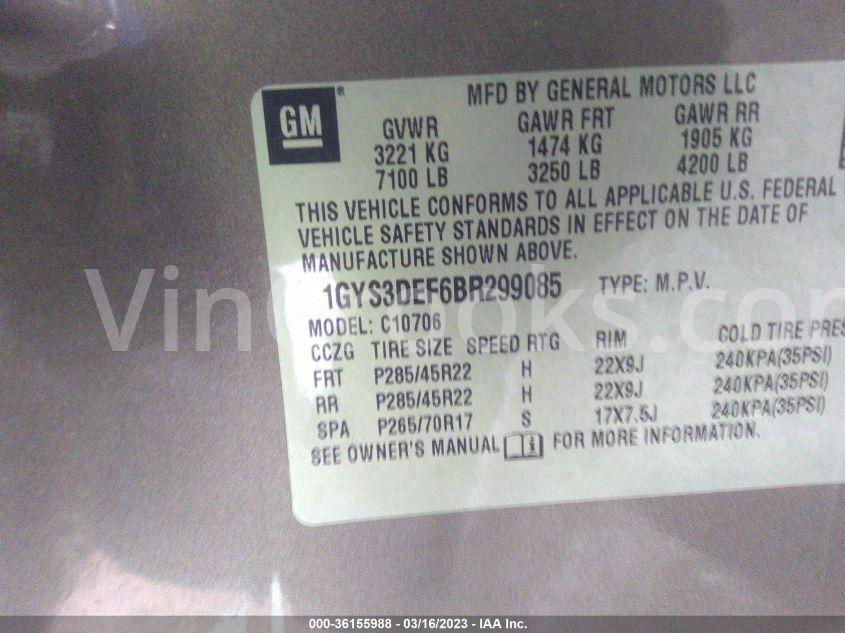 GM®
MFD BY GENERAL MOTORS LLC
GVWR GAWR FRT GAWR RR
3221 KG 1474 KG 1905 KG
7100 LB 3250 LB 4200 LB
THIS VEHICLE CONFORMS TO ALL APPLICABLE U.S. FEDERAL
VEHICLE SAFETY STANDARDS IN EFFECT ON THE DATE OF
MANUFACTURE SHOWN ABOVE.
1GYS3DEF6BR299085 TYPE: M.P.V.
MODEL: C10706
CCZG TIRE SIZE SPEED RTG RIM COLD TIRE PRES
FRT P285/45R22 H 22X9J 240KPA(35PSI)
RR P285/45R22 H 22X9J 240KPA(35PSI)
SPA P265/70R17 S 17X7.5J 240KPA(35PSI)
SEE OWNER'S MANUAL FOR MORE INFORMATION.
000-36155988 - 03/16/2023 - IAA Inc.